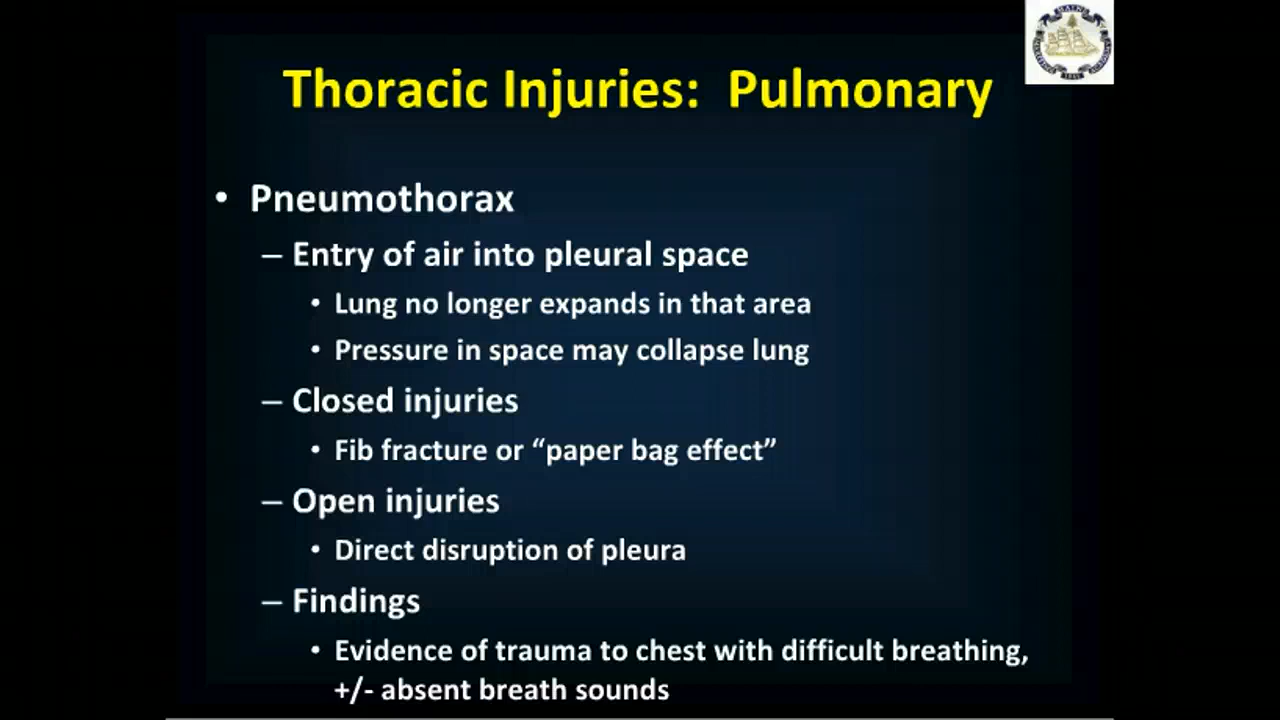 Thoracic Injuries: Pulmonary
• Pneumothorax
– Entry of air into pleural space
• Lung no longer expands in that area
• Pressure in space may collapse lung
– Closed injuries
• Fib fracture or “paper bag effect”
– Open injuries
• Direct disruption of pleura
– Findings
• Evidence of trauma to chest with difficult breathing,
+/- absent breath sounds